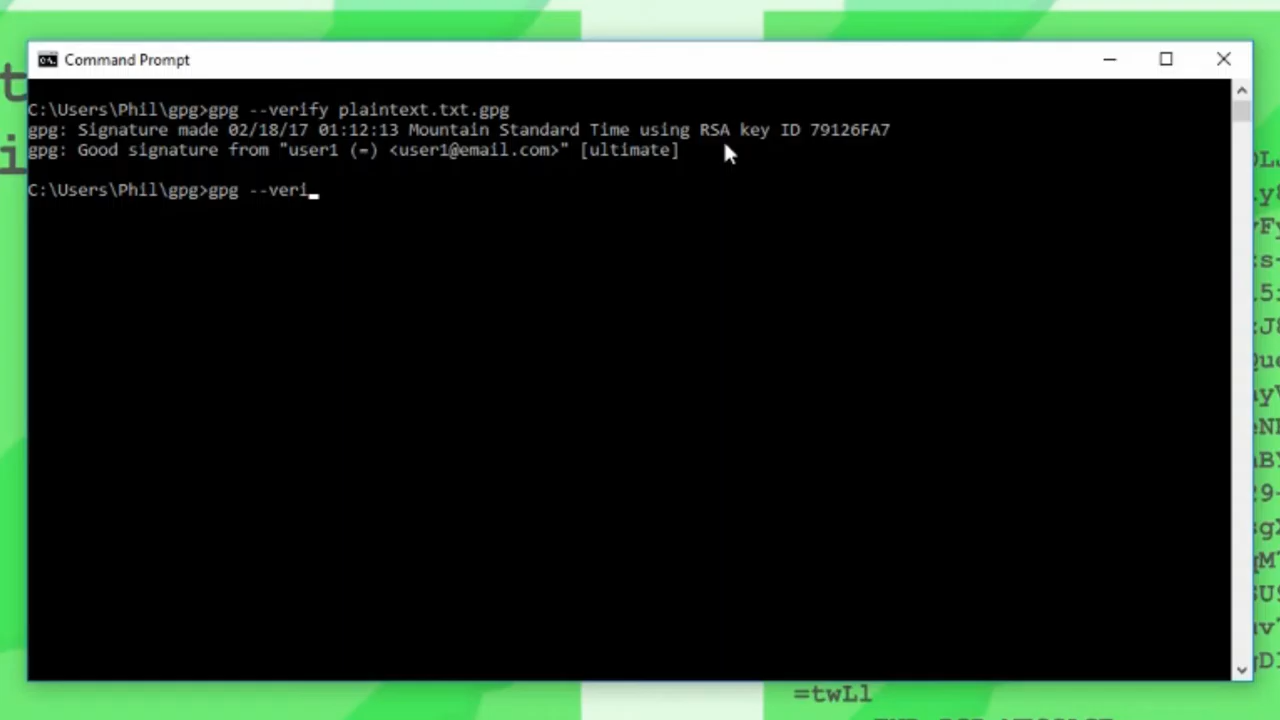 Command Prompt
C:\Users\Phil\gpg>gpg --verify plaintext.txt.gpg
gpg: Signature made 02/18/17 01:12:13 Mountain Standard Time using RSA key ID 79126FA7
gpg: Good signature from "user1 (=) <user1@email.com>" [ultimate]
C:\Users\Phil\gpg>gpg --veri_
=twLl